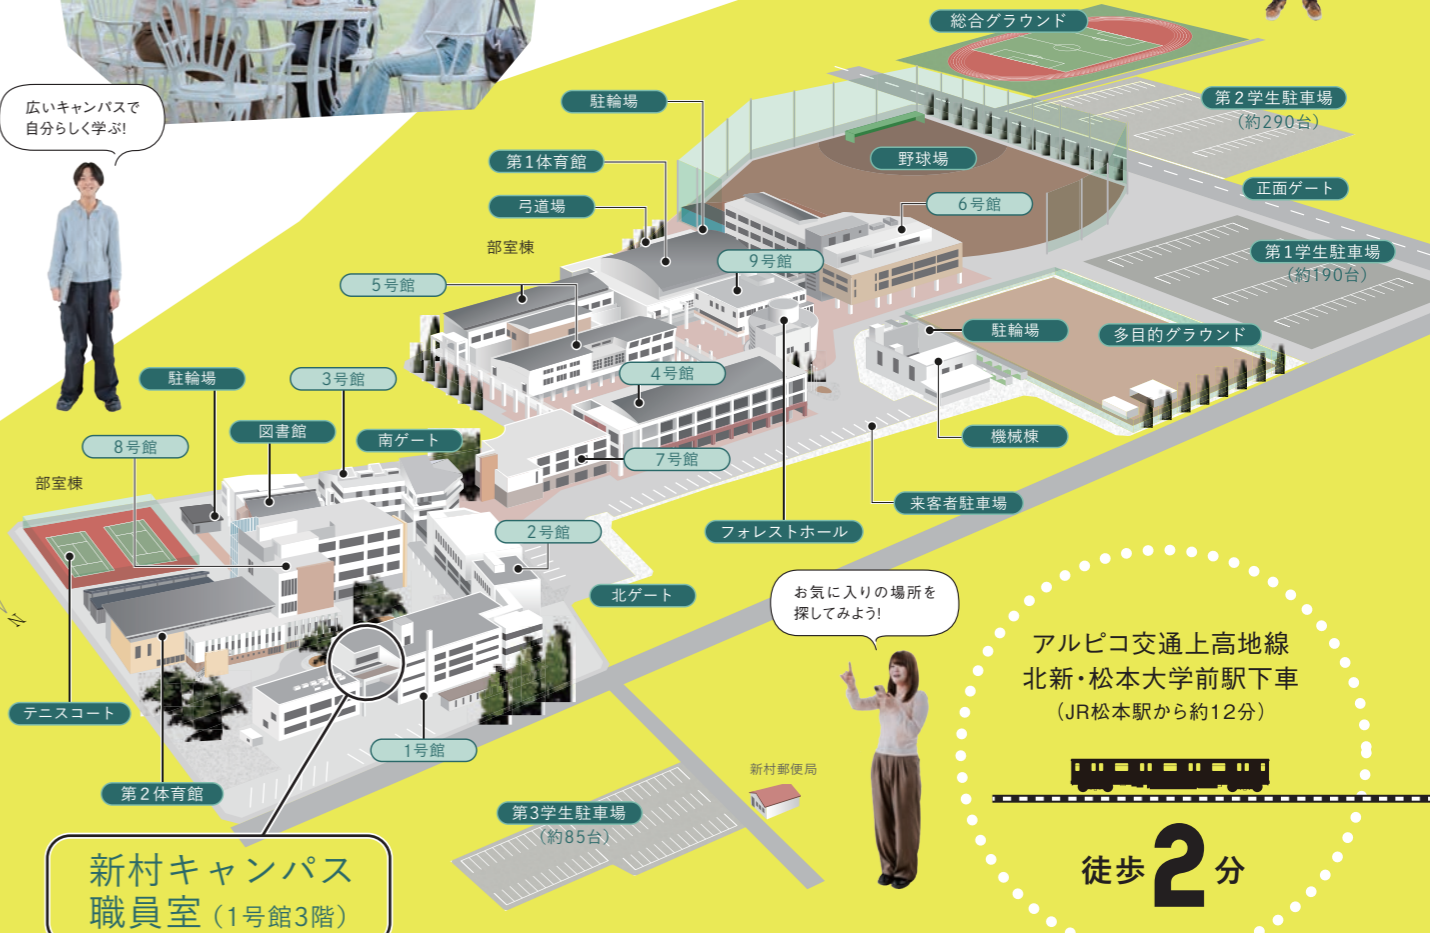 総合グラウンド
駐輪場
第2学生駐車場
(約290台)
広いキャンパスで
自分らしく学ぶ!
第1体育館
野球場
正面ゲート
弓道場
6号館
部室棟
第1学生駐車場
(約190台)
9号館
5号館
駐輪場
多目的グラウンド
駐輪場
3号館
4号館
図書館
南ゲート
機械棟
8号館
7号館
部室棟
来客者駐車場
2号館
フォレストホール
北ゲート
お気に入りの場所を
探してみよう!
N
アルピコ交通上高地線
北新・松本大学前駅下車
(JR松本駅から約12分)
テニスコート
1号館
新村郵便局
第2体育館
第3学生駐車場
(約85台)
徒歩2分
新村キャンパス
職員室(1号館3階)